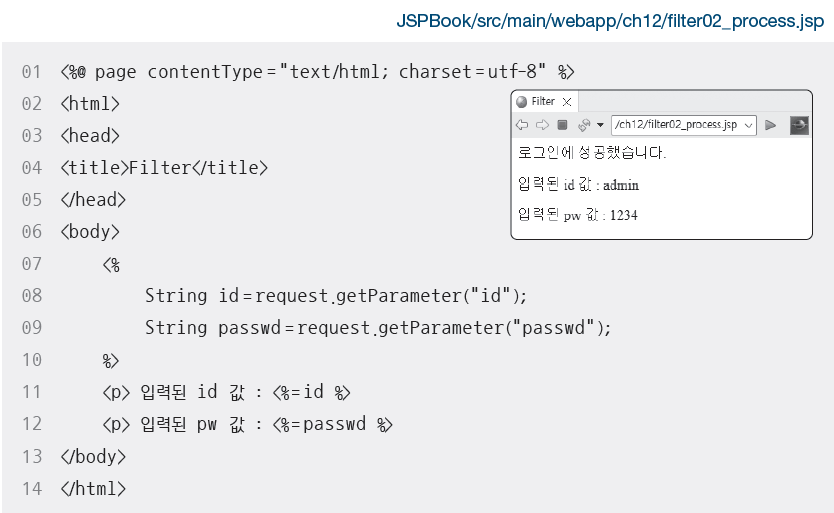 JSPBook/src/main/webapp/ch12/filter02_process.jsp
01 <%@ page contentType="text/html; charset=utf-8" %>
02 <html>
03 <head>
04 <title>Filter</title>
05 </head>
06 <body>
07 <%
08 String id=request.getParameter("id");
09 String passwd=request.getParameter("passwd");
10 %>
11 <p> 입력된 id 값 : <%=id %>
12 <p> 입력된 pw 값 : <%=passwd %>
13 </body>
14 </html>
Filter
/ch12/filter02_process.jsp
로그인에 성공했습니다.
입력된 id 값 : admin
입력된 pw 값 : 1234